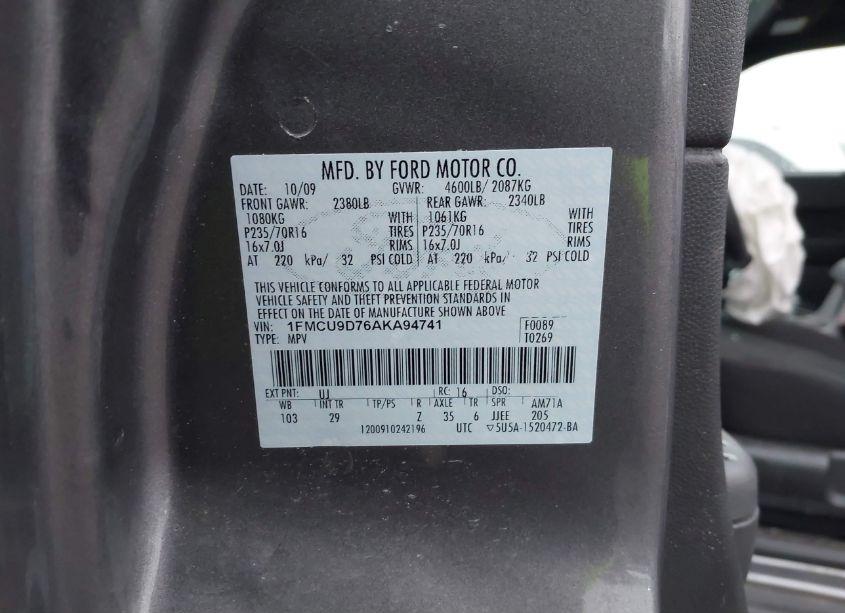 MFD. BY FORD MOTOR CO.
DATE: 10/09 GVWR: 4600LB/ 2087KG
FRONT GAWR: 2380LB REAR GAWR: 2340LB
1080KG WITH 1061KG WITH
P235/70R16 TIRES P235/70R16 TIRES
16x7.0J RIMS 16x7.0J RIMS
AT 220 kPa/ 32 PSI COLD AT 220 kPa/ 32 PSI COLD
THIS VEHICLE CONFORMS TO ALL APPLICABLE FEDERAL MOTOR
VEHICLE SAFETY AND THEFT PREVENTION STANDARDS IN
EFFECT ON THE DATE OF MANUFACTURE SHOWN ABOVE
VIN: 1FMCU9D76AKA94741 F0089
TYPE: MPV T0269
EXT PNT: UJ RC: 16 DSO:
WB INT TR TP/PS R AXLE TR SPR AM71A
103 29 Z 35 6 JJEE 205
1200910242196 UTC ▽5U5A-1520472-BA